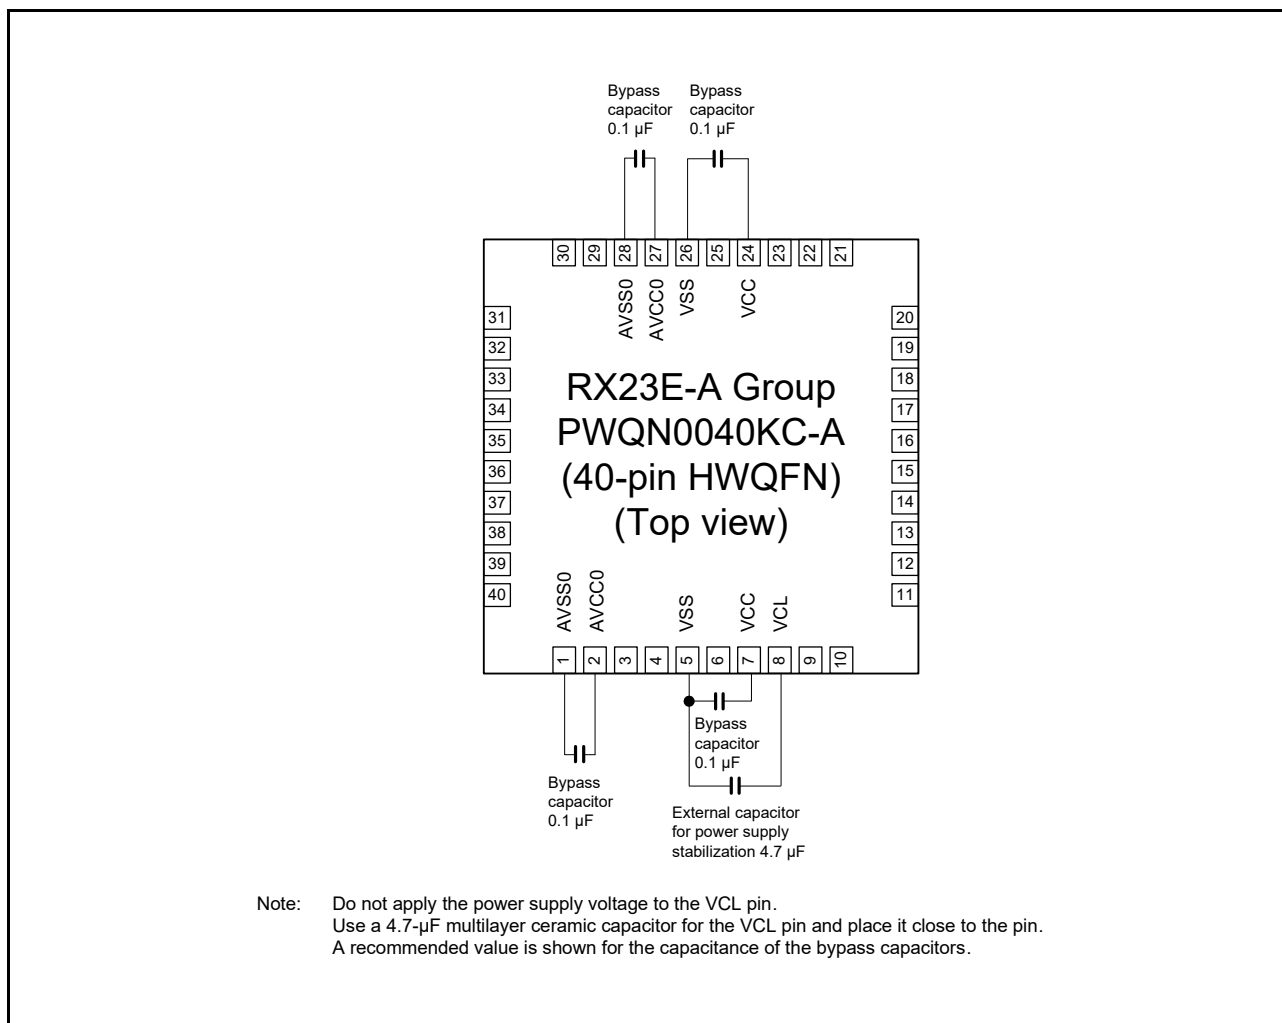 Bypass
capacitor
0.1 µF
Bypass
capacitor
0.1 µF
30
29
28
27
26
25
24
23
22
21
AVSS0
AVCC0
VSS
VCC
31
32
33
34
35
36
37
38
39
40
20
19
18
17
16
15
14
13
12
11
RX23E-A Group
PWQN0040KC-A
(40-pin HWQFN)
(Top view)
AVSS0
AVCC0
VSS
VCC
VCL
1
2
3
4
5
6
7
8
9
10
Bypass
capacitor
0.1 µF
Bypass
capacitor
0.1 µF
External capacitor
for power supply
stabilization 4.7 µF
Note: Do not apply the power supply voltage to the VCL pin.
Use a 4.7-µF multilayer ceramic capacitor for the VCL pin and place it close to the pin.
A recommended value is shown for the capacitance of the bypass capacitors.